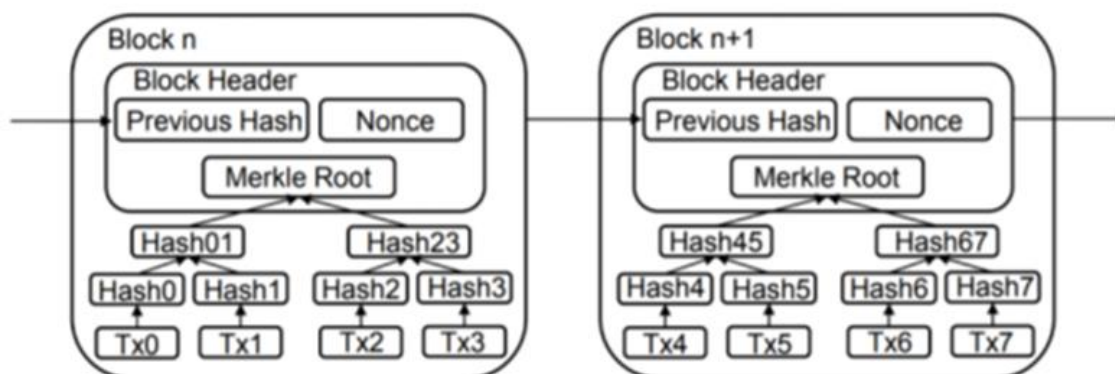 Block n
Block Header
Previous Hash
Nonce
Merkle Root
Hash01
Hash23
Hash0
Hash1
Hash2
Hash3
Tx0
Tx1
Tx2
Tx3
Block n+1
Block Header
Previous Hash
Nonce
Merkle Root
Hash45
Hash67
Hash4
Hash5
Hash6
Hash7
Tx4
Tx5
Tx6
Tx7